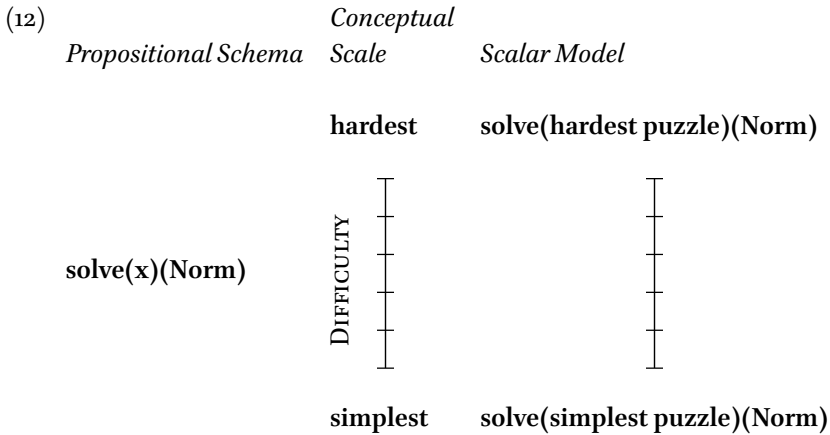 (12) Conceptual
Propositional Schema Scale Scalar Model
hardest solve(hardest puzzle)(Norm)
DIFFICULTY
solve(x)(Norm)
simplest solve(simplest puzzle)(Norm)